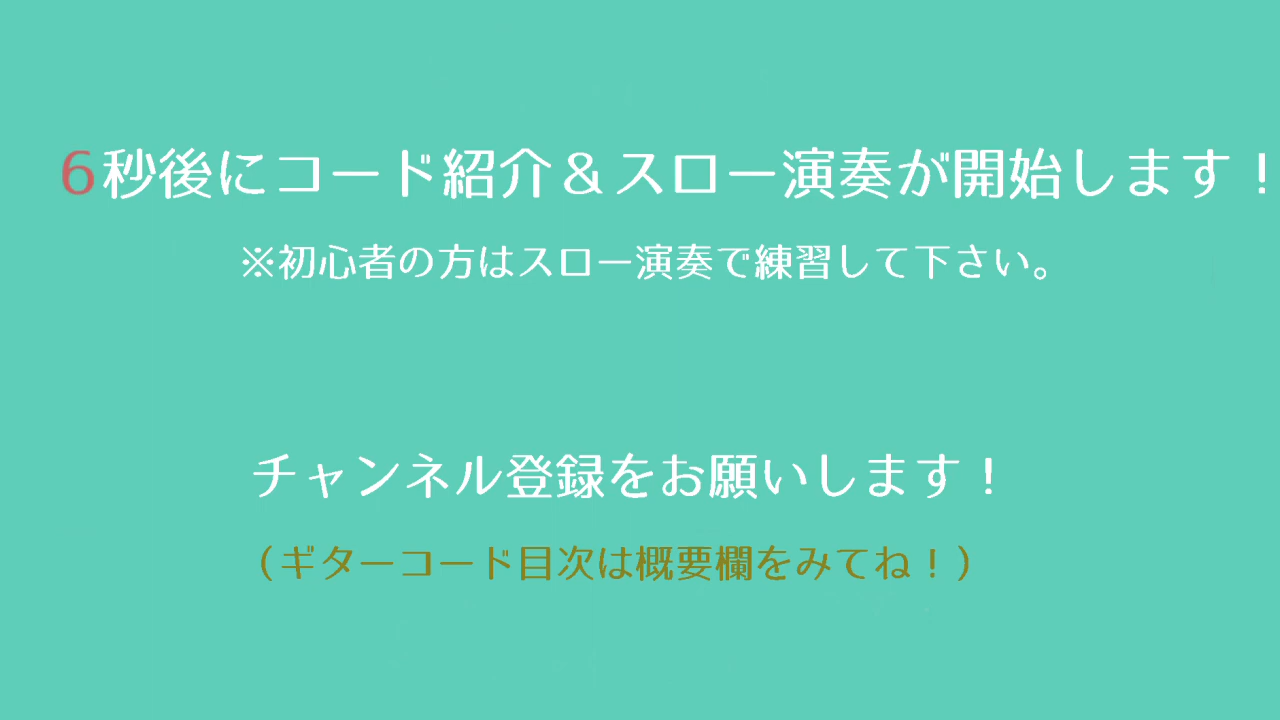 6秒後にコード紹介＆スロー演奏が開始します！
※初心者の方はスロー演奏で練習して下さい。
チャンネル登録をお願いします！
（ギターコード目次は概要欄をみてね！）